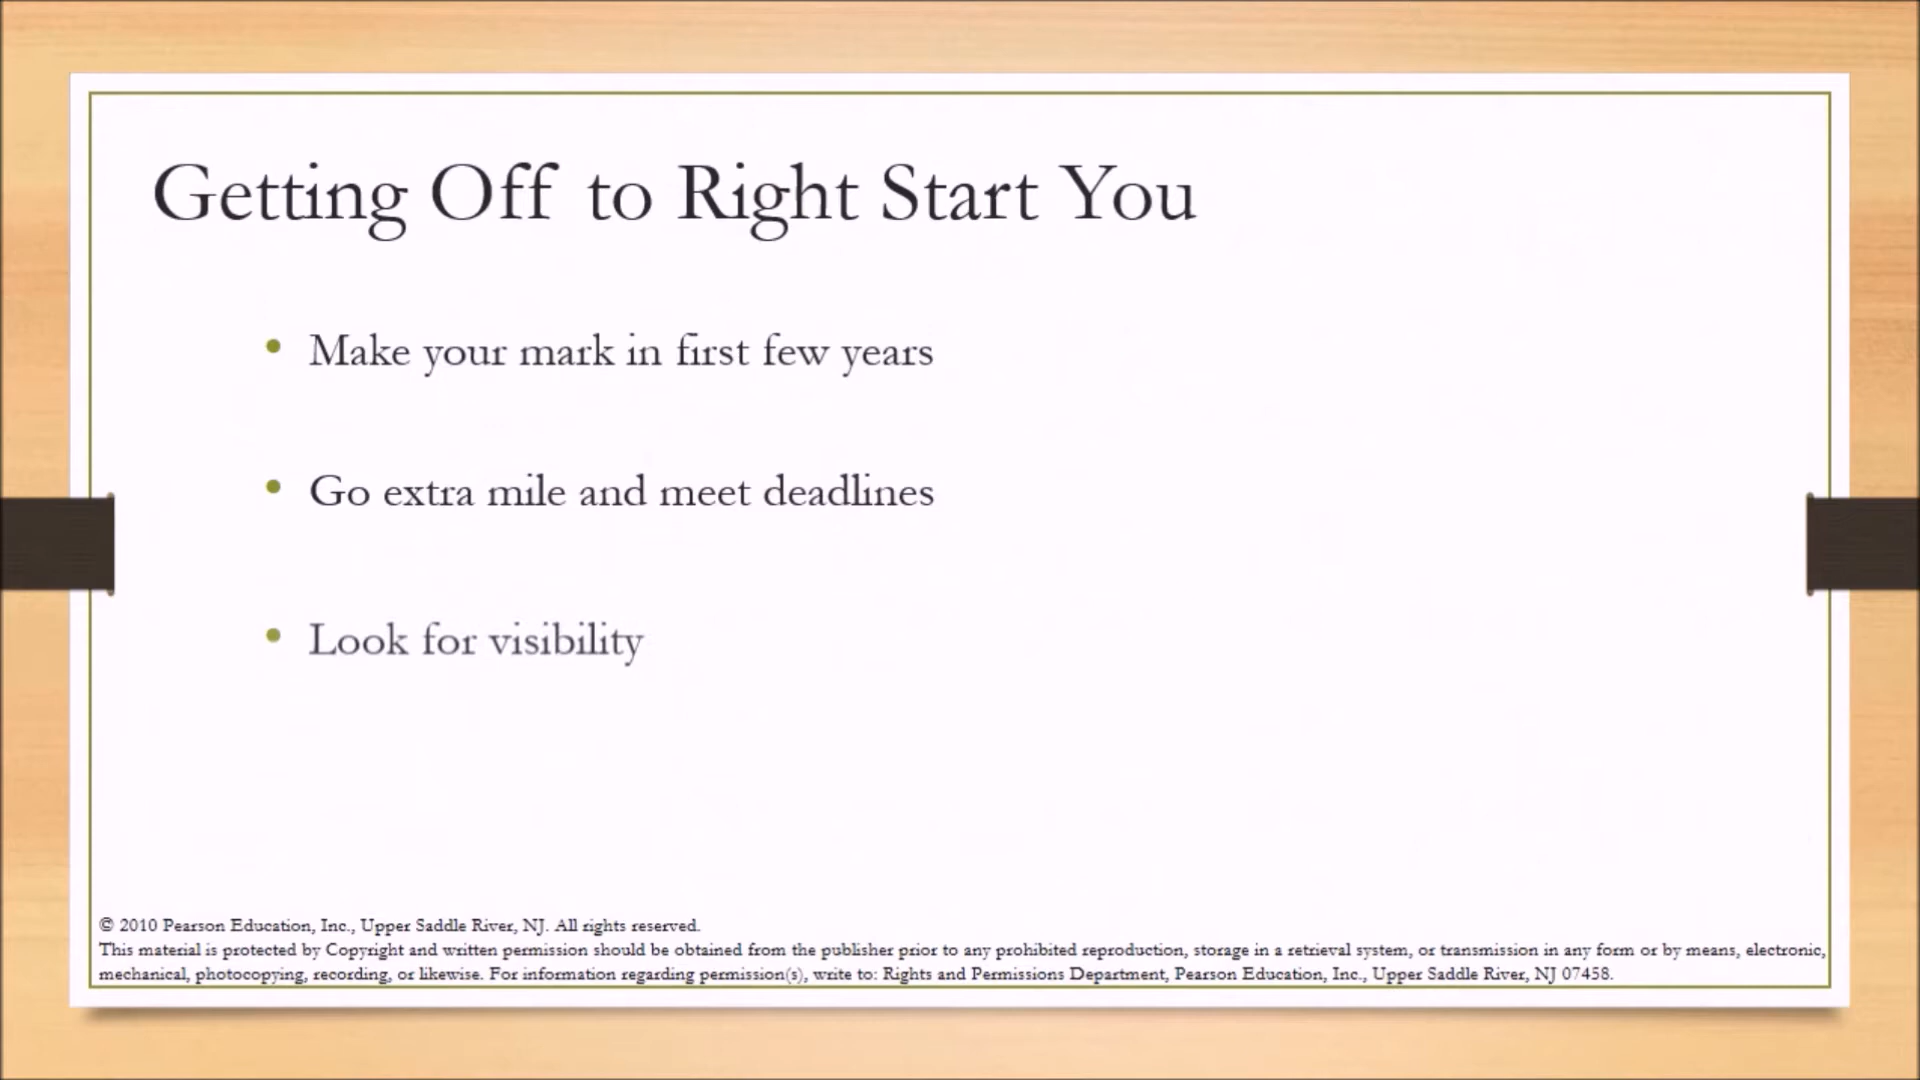 Getting Off to Right Start You
• Make your mark in first few years
• Go extra mile and meet deadlines
• Look for visibility
© 2010 Pearson Education, Inc., Upper Saddle River, NJ. All rights reserved.
This material is protected by Copyright and written permission should be obtained from the publisher prior to any prohibited reproduction, storage in a retrieval system, or transmission in any form or by means, electronic,
mechanical, photocopying, recording, or likewise. For information regarding permission(s), write to: Rights and Permissions Department, Pearson Education, Inc., Upper Saddle River, NJ 07458.